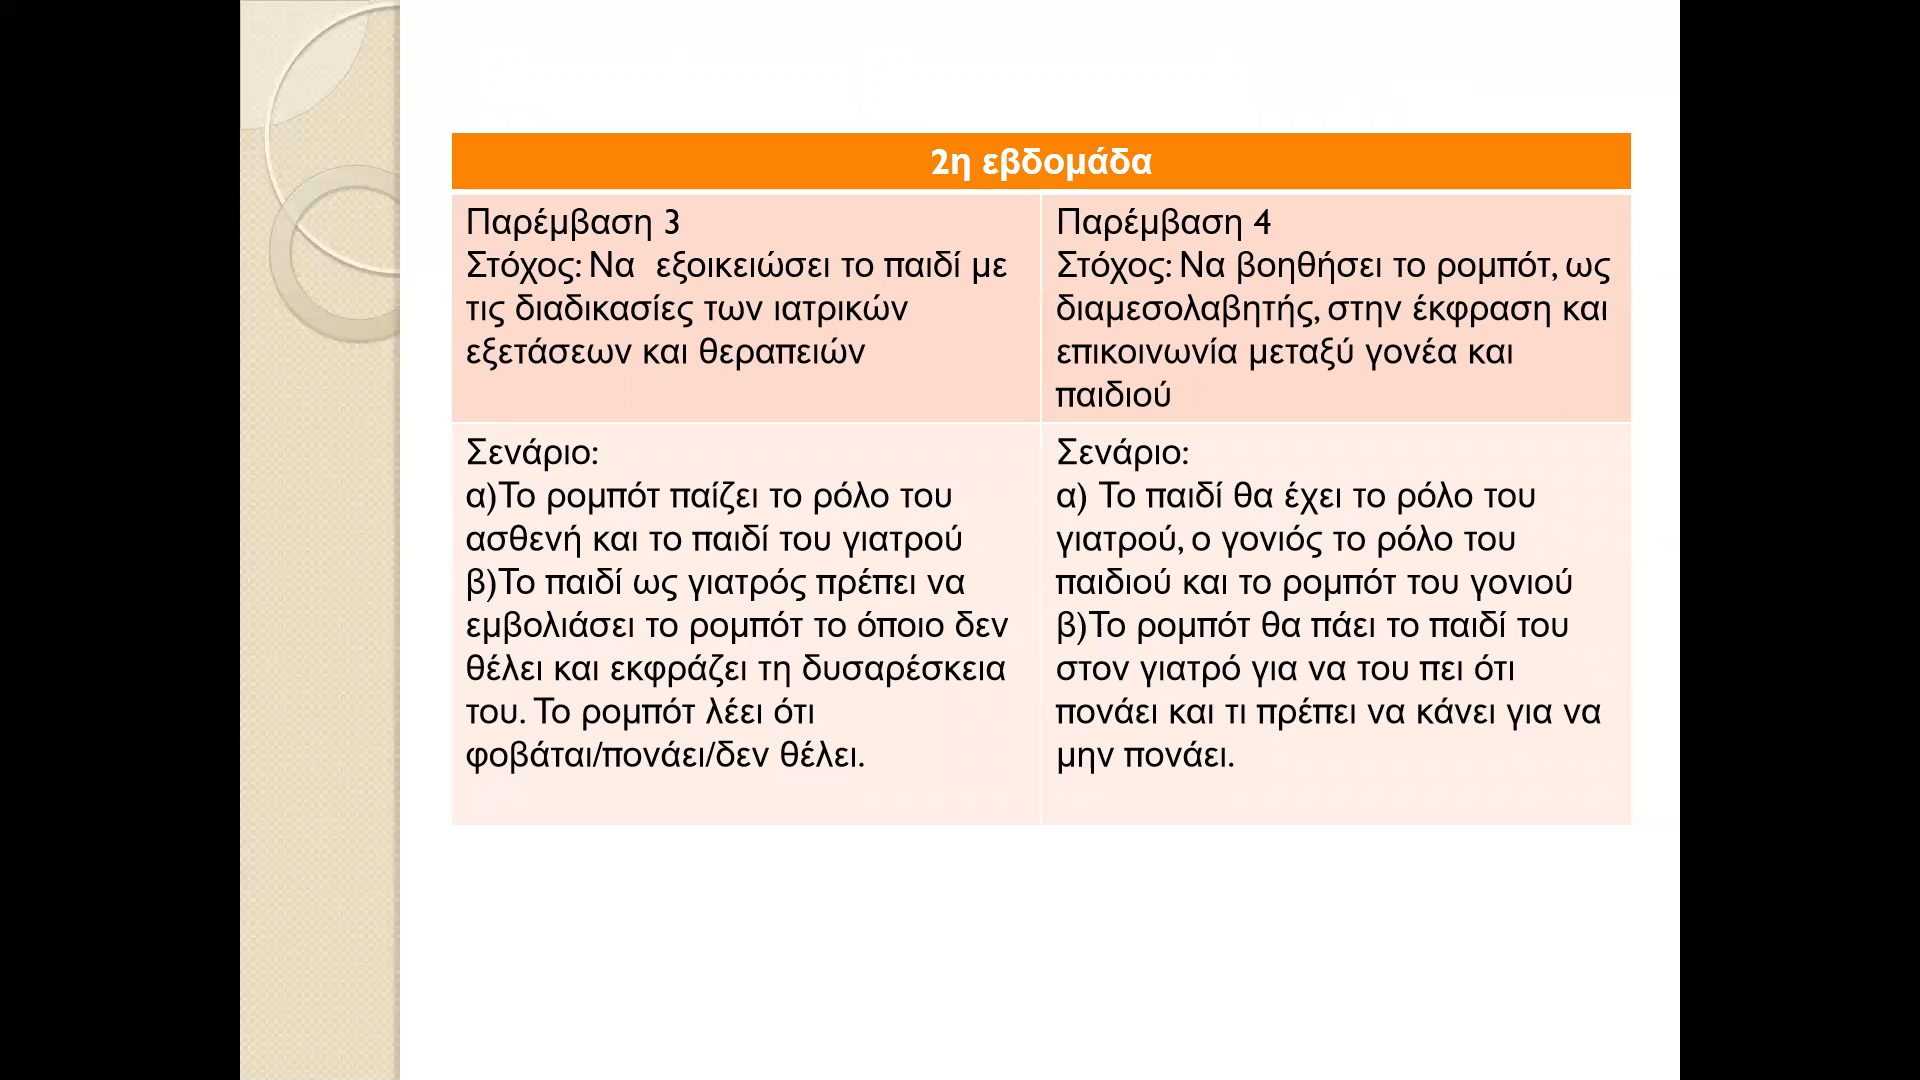 2η εβδομάδα
Παρέμβαση 3
Στόχος: Να  εξοικειώσει το παιδί με
τις διαδικασίες των ιατρικών
εξετάσεων και θεραπειών
Παρέμβαση 4
Στόχος: Να βοηθήσει το ρομπότ, ως
διαμεσολαβητής, στην έκφραση και
επικοινωνία μεταξύ γονέα και
παιδιού
Σενάριο:
α)Το ρομπότ παίζει το ρόλο του
ασθενή και το παιδί του γιατρού
β)Το παιδί ως γιατρός πρέπει να
εμβολιάσει το ρομπότ το όποιο δεν
θέλει και εκφράζει τη δυσαρέσκεια
του. Το ρομπότ λέει ότι
φοβάται/πονάει/δεν θέλει.
Σενάριο:
α) Το παιδί θα έχει το ρόλο του
γιατρού, ο γονιός το ρόλο του
παιδιού και το ρομπότ του γονιού
β)Το ρομπότ θα πάει το παιδί του
στον γιατρό για να του πει ότι
πονάει και τι πρέπει να κάνει για να
μην πονάει.